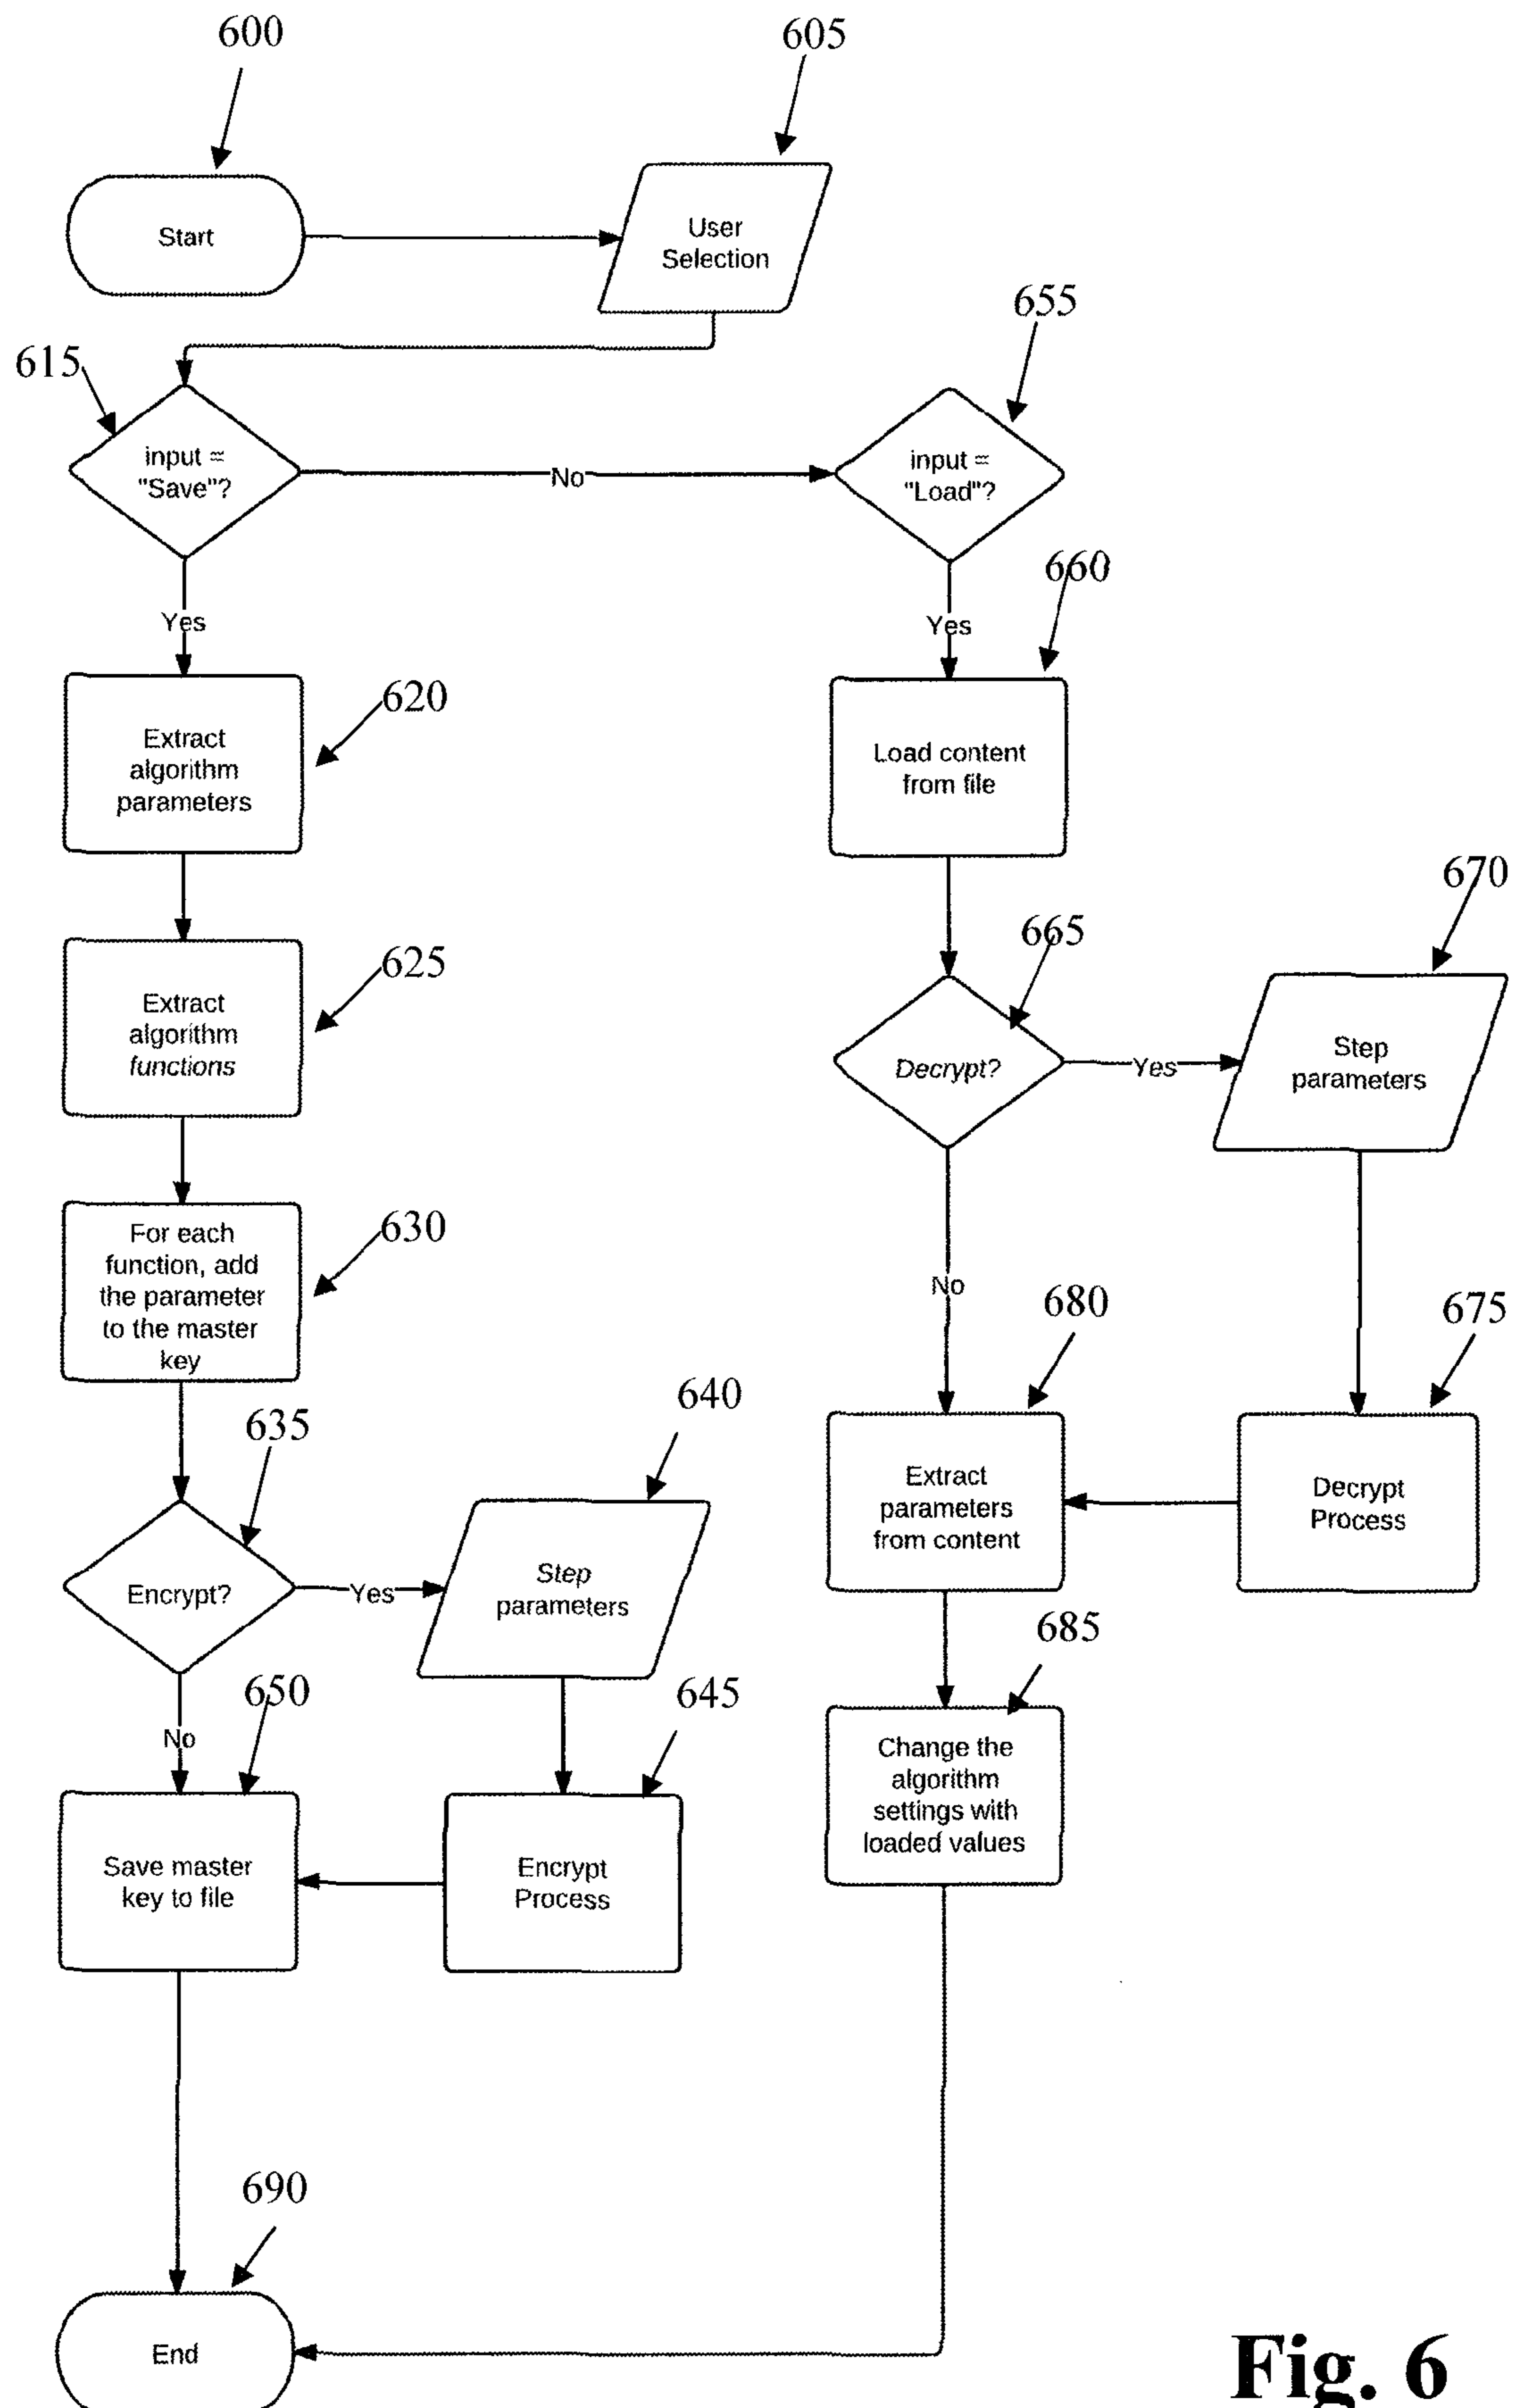 600
605
Start
User
Selection
655
615
input =
"Save"?
No
input =
"Load"?
660
Yes
Yes
620
Extract
algorithm
parameters
Load content
from file
670
665
625
Extract
algorithm
functions
Decrypt?
Yes
Step
parameters
630
For each
function, add
the parameter
to the master
key
No
680
675
640
635
Extract
parameters
from content
Decrypt
Process
Encrypt?
Yes
Step
parameters
685
650
645
No
Change the
algorithm
settings with
loaded values
Save master
key to file
Encrypt
Process
690
End
Fig. 6